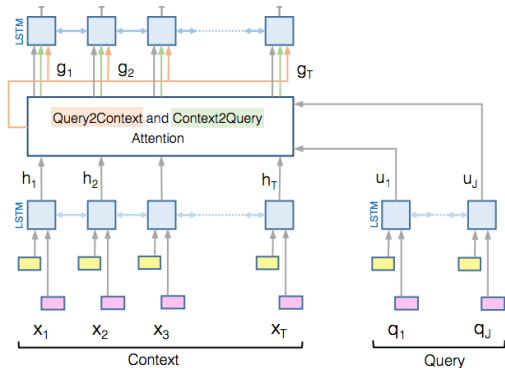 LSTM
g1 g2 gT
Query2Context and Context2Query
Attention
h1 h2 hT u1 uJ
LSTM LSTM
x1 x2 x3 xT q1 qJ
Context Query